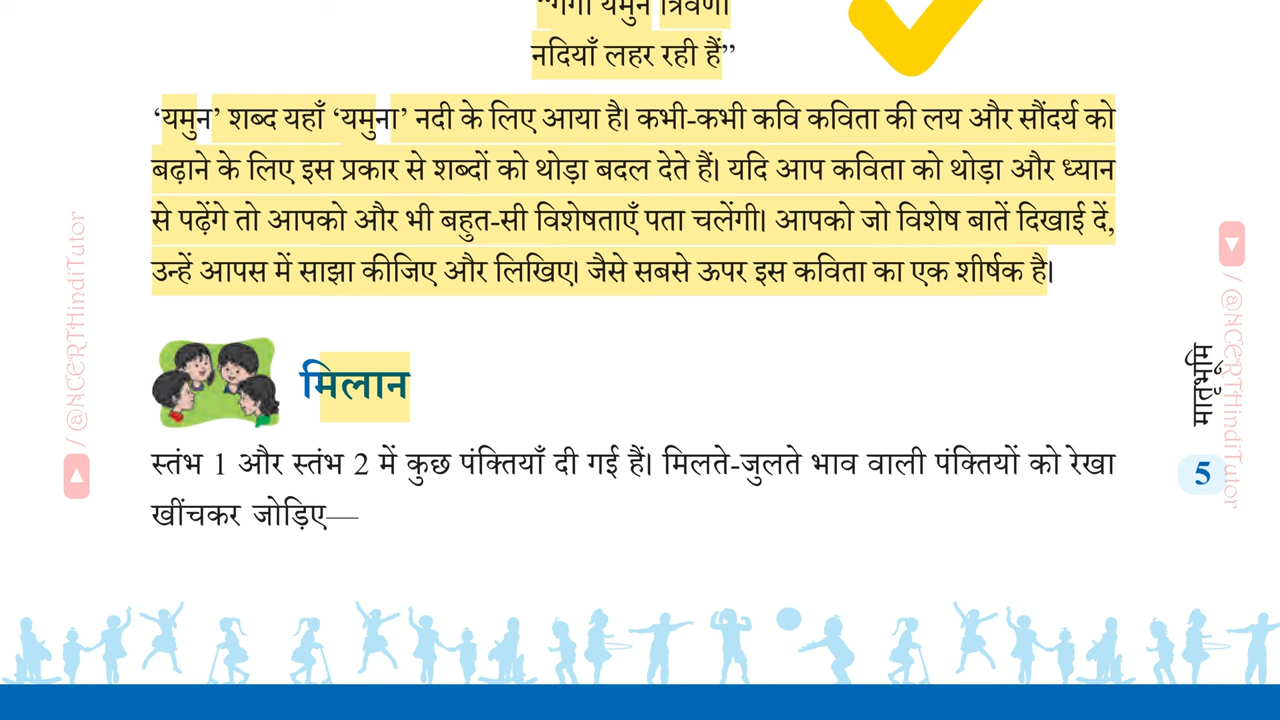 “गंगा यमुन त्रिवेणी
नदियाँ लहर रही हैं”
‘यमुन’ शब्द यहाँ ‘यमुना’ नदी के लिए आया है। कभी-कभी कवि कविता की लय और सौंदर्य को
बढ़ाने के लिए इस प्रकार से शब्दों को थोड़ा बदल देते हैं। यदि आप कविता को थोड़ा और ध्यान
से पढ़ेंगे तो आपको और भी बहुत-सी विशेषताएँ पता चलेंगी। आपको जो विशेष बातें दिखाई दें,
उन्हें आपस में साझा कीजिए और लिखिए। जैसे सबसे ऊपर इस कविता का एक शीर्षक है।
मिलान
स्तंभ 1 और स्तंभ 2 में कुछ पंक्तियाँ दी गई हैं। मिलते-जुलते भाव वाली पंक्तियों को रेखा
खींचकर जोड़िए—
/ @NCERTHindiTutor
/ @NCERTHindiTutor
मातृभूमि
5